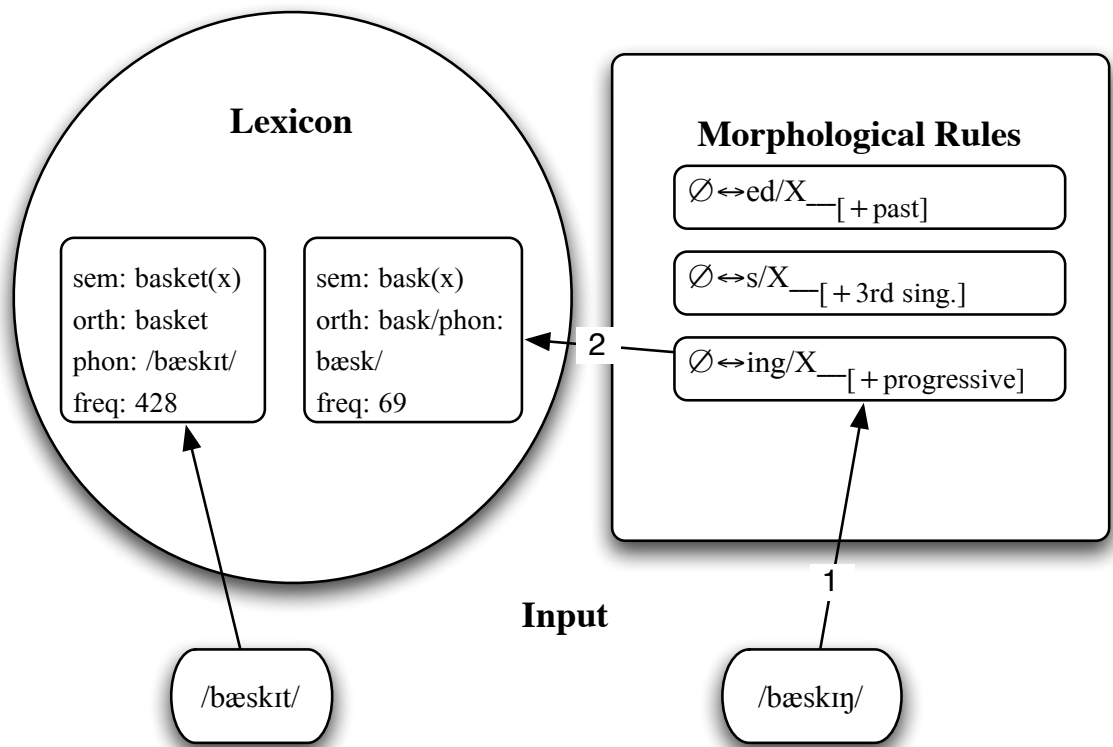 Lexicon
sem: basket(x)
orth: basket
phon: /bæskɪt/
freq: 428
sem: bask(x)
orth: bask/phon:
bæsk/
freq: 69
Morphological Rules
∅↔ed/X__[+past]
∅↔s/X__[+3rd sing.]
∅↔ing/X__[+progressive]
2
1
Input
/bæskɪt/
/bæskɪŋ/